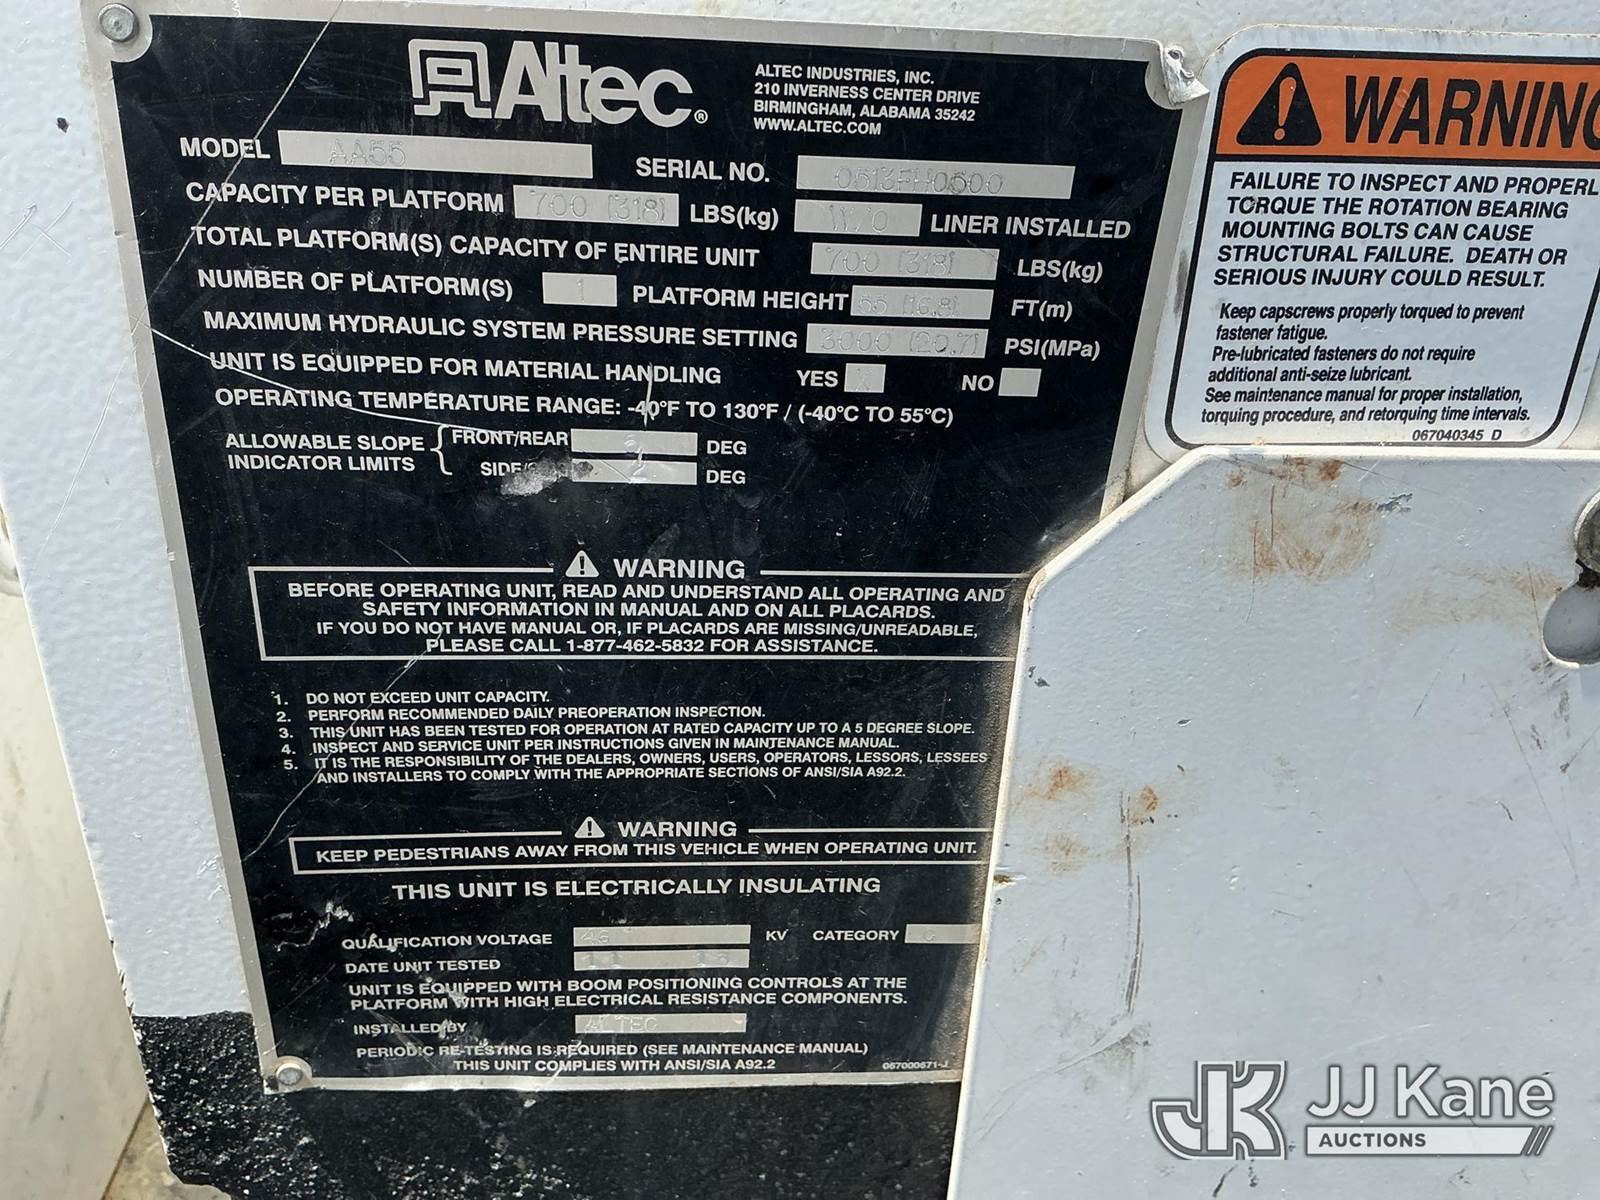 Altec®
ALTEC INDUSTRIES, INC.
210 INVERNESS CENTER DRIVE
BIRMINGHAM, ALABAMA 35242
WWW.ALTEC.COM
MODEL AA55
SERIAL NO. 0513FH0500
CAPACITY PER PLATFORM 700 [318] LBS(kg) W/O LINER INSTALLED
TOTAL PLATFORM(S) CAPACITY OF ENTIRE UNIT 700 [318] LBS(kg)
NUMBER OF PLATFORM(S) 1 PLATFORM HEIGHT 55 [16.8] FT(m)
MAXIMUM HYDRAULIC SYSTEM PRESSURE SETTING 3000 [20.7] PSI(MPa)
UNIT IS EQUIPPED FOR MATERIAL HANDLING YES X NO
OPERATING TEMPERATURE RANGE: -40°F TO 130°F / (-40°C TO 55°C)
ALLOWABLE SLOPE INDICATOR LIMITS
FRONT/REAR DEG
SIDE/ DEG
WARNING
BEFORE OPERATING UNIT, READ AND UNDERSTAND ALL OPERATING AND
SAFETY INFORMATION IN MANUAL AND ON ALL PLACARDS.
IF YOU DO NOT HAVE MANUAL OR, IF PLACARDS ARE MISSING/UNREADABLE,
PLEASE CALL 1-877-462-5832 FOR ASSISTANCE.
1. DO NOT EXCEED UNIT CAPACITY.
2. PERFORM RECOMMENDED DAILY PREOPERATION INSPECTION.
3. THIS UNIT HAS BEEN TESTED FOR OPERATION AT RATED CAPACITY UP TO A 5 DEGREE SLOPE.
4. INSPECT AND SERVICE UNIT PER INSTRUCTIONS GIVEN IN MAINTENANCE MANUAL.
5. IT IS THE RESPONSIBILITY OF THE DEALERS, OWNERS, USERS, OPERATORS, LESSORS, LESSEES
AND INSTALLERS TO COMPLY WITH THE APPROPRIATE SECTIONS OF ANSI/SIA A92.2.
WARNING
KEEP PEDESTRIANS AWAY FROM THIS VEHICLE WHEN OPERATING UNIT.
THIS UNIT IS ELECTRICALLY INSULATING
QUALIFICATION VOLTAGE 46 KV CATEGORY C
DATE UNIT TESTED
UNIT IS EQUIPPED WITH BOOM POSITIONING CONTROLS AT THE
PLATFORM WITH HIGH ELECTRICAL RESISTANCE COMPONENTS.
INSTALLED BY ALTEC
PERIODIC RE-TESTING IS REQUIRED (SEE MAINTENANCE MANUAL)
THIS UNIT COMPLIES WITH ANSI/SIA A92.2
067000671-J
WARNING
FAILURE TO INSPECT AND PROPERL
TORQUE THE ROTATION BEARING
MOUNTING BOLTS CAN CAUSE
STRUCTURAL FAILURE. DEATH OR
SERIOUS INJURY COULD RESULT.
Keep capscrews properly torqued to prevent
fastener fatigue.
Pre-lubricated fasteners do not require
additional anti-seize lubricant.
See maintenance manual for proper installation,
torquing procedure, and retorquing time intervals.
067040345 D
JK JJ Kane
AUCTIONS